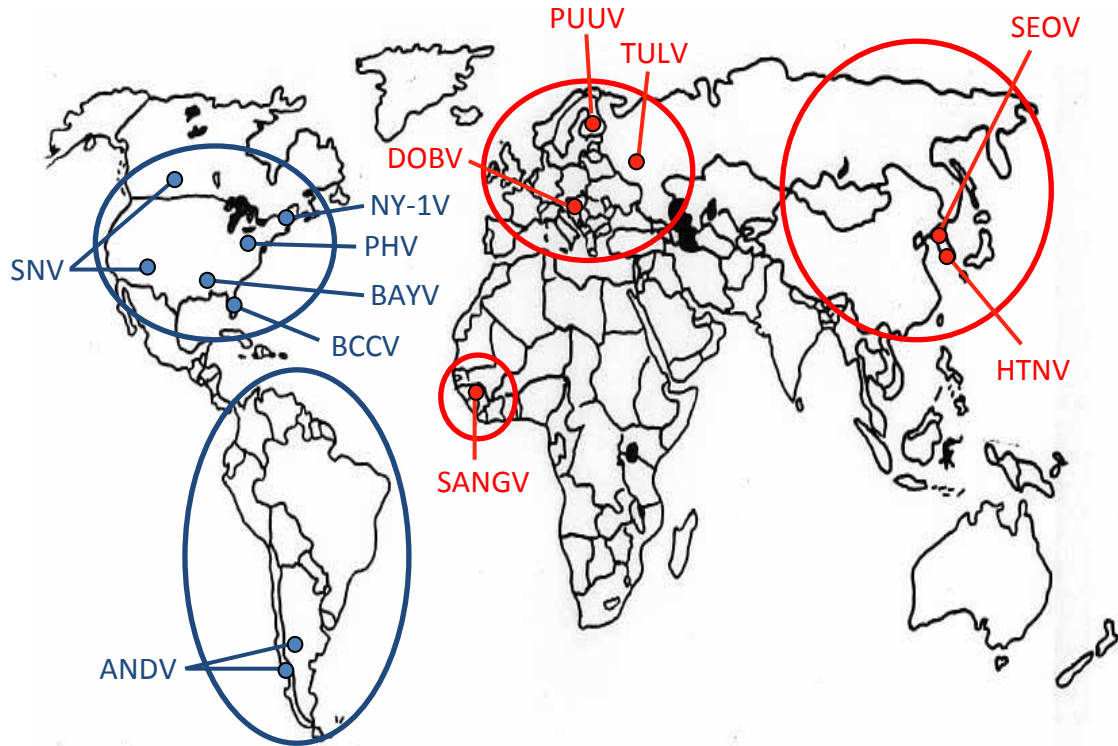 PUUV
SEOV
TULV
DOBV
NY-1V
PHV
SNV
BAYV
BCCV
HTNV
SANGV
ANDV